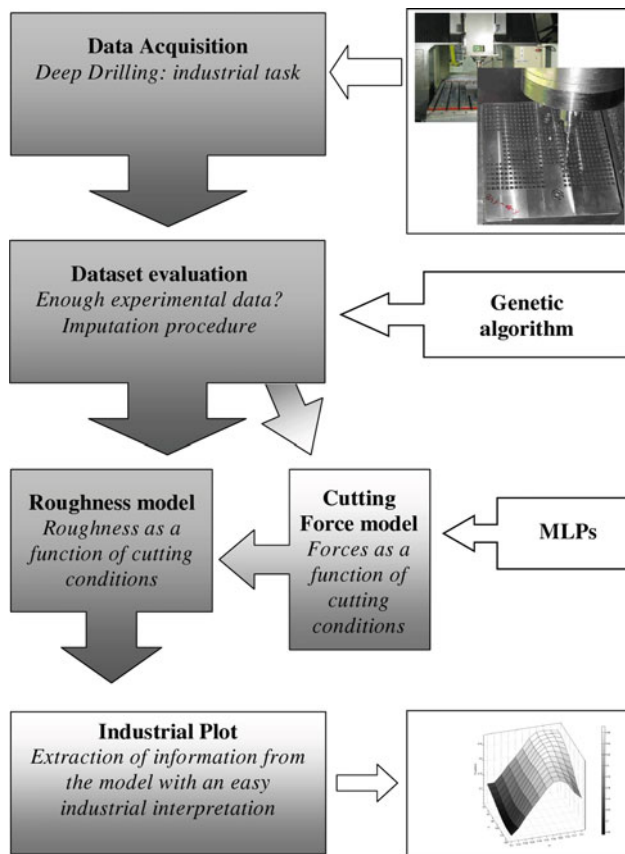 Data Acquisition
Deep Drilling: industrial task
Dataset evaluation
Enough experimental data?
Imputation procedure
Genetic
algorithm
Roughness model
Roughness as a
function of cutting
conditions
Cutting
Force model
Forces as a
function of
cutting
conditions
MLPs
Industrial Plot
Extraction of information from
the model with an easy
industrial interpretation